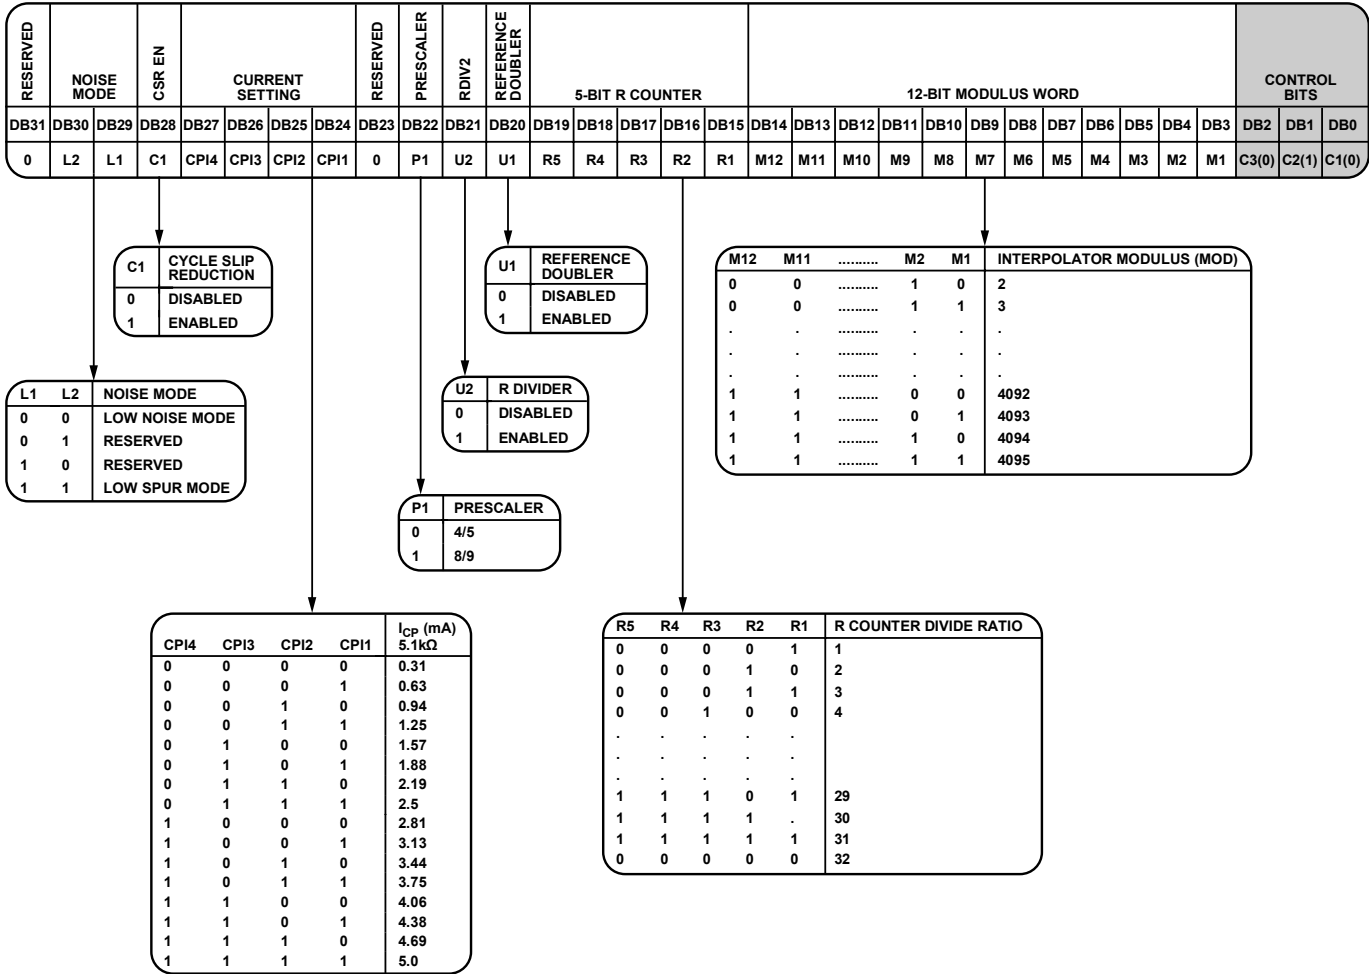 RESERVED
NOISE MODE
CSR EN
CURRENT SETTING
RESERVED
PRESCALER
RDIV2
REFERENCE DOUBLER
5-BIT R COUNTER
12-BIT MODULUS WORD
CONTROL BITS
DB31 DB30 DB29 DB28 DB27 DB26 DB25 DB24 DB23 DB22 DB21 DB20 DB19 DB18 DB17 DB16 DB15 DB14 DB13 DB12 DB11 DB10 DB9 DB8 DB7 DB6 DB5 DB4 DB3 DB2 DB1 DB0
0 L2 L1 C1 CPI4 CPI3 CPI2 CPI1 0 P1 U2 U1 R5 R4 R3 R2 R1 M12 M11 M10 M9 M8 M7 M6 M5 M4 M3 M2 M1 C3(0) C2(1) C1(0)
C1 CYCLE SLIP REDUCTION
0 DISABLED
1 ENABLED
U1 REFERENCE DOUBLER
0 DISABLED
1 ENABLED
M12 M11 .......... M2 M1 INTERPOLATOR MODULUS (MOD)
0 0 .......... 1 0 2
0 0 .......... 1 1 3
. . .......... . . .
. . .......... . . .
. . .......... . . .
1 1 .......... 0 0 4092
1 1 .......... 0 1 4093
1 1 .......... 1 0 4094
1 1 .......... 1 1 4095
L1 L2 NOISE MODE
0 0 LOW NOISE MODE
0 1 RESERVED
1 0 RESERVED
1 1 LOW SPUR MODE
U2 R DIVIDER
0 DISABLED
1 ENABLED
P1 PRESCALER
0 4/5
1 8/9
CPI4 CPI3 CPI2 CPI1 ICP (mA) 5.1kΩ
0 0 0 0 0.31
0 0 0 1 0.63
0 0 1 0 0.94
0 0 1 1 1.25
0 1 0 0 1.57
0 1 0 1 1.88
0 1 1 0 2.19
0 1 1 1 2.5
1 0 0 0 2.81
1 0 0 1 3.13
1 0 1 0 3.44
1 0 1 1 3.75
1 1 0 0 4.06
1 1 0 1 4.38
1 1 1 0 4.69
1 1 1 1 5.0
R5 R4 R3 R2 R1 R COUNTER DIVIDE RATIO
0 0 0 0 1 1
0 0 0 1 0 2
0 0 0 1 1 3
0 0 1 0 0 4
. . . . .
. . . . .
. . . . .
1 1 1 0 1 29
1 1 1 1 . 30
1 1 1 1 1 31
0 0 0 0 0 32